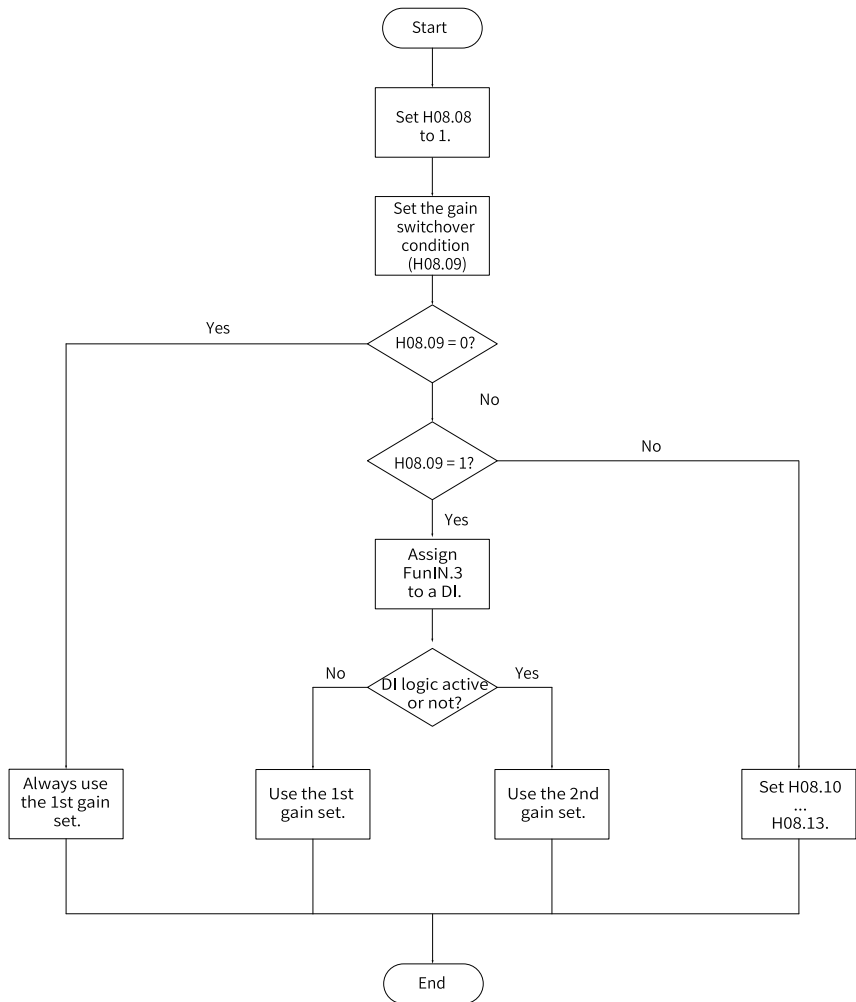 Start
Set H08.08
to 1.
Set the gain
switchover
condition
(H08.09)
Yes
H08.09 = 0?
No
H08.09 = 1?
No
Yes
Assign
FunIN.3
to a DI.
No
DI logic active
or not?
Yes
Always use
the 1st gain
set.
Use the 1st
gain set.
Use the 2nd
gain set.
Set H08.10
...
H08.13.
End